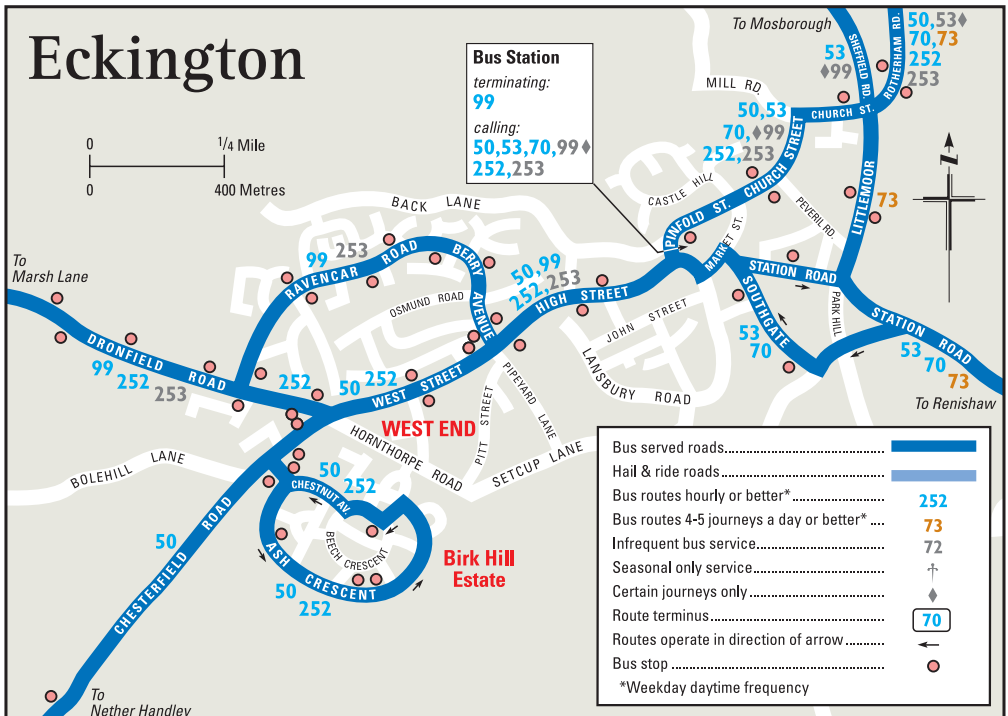 Eckington
0 1/4 Mile
0 400 Metres
Bus Station
terminating:
99
calling:
50,53,70,99♦
252,253
To Mosborough
53
♦99
SHEFFIELD RD.
ROTHERHAM RD.
50,53♦
70,73
252
253
MILL RD.
50,53
70,♦99
252,253
CHURCH ST.
CHURCH STREET
PINFOLD ST.
CASTLE HILL
MARKET ST.
PEVERIL RD.
LITTLEMOOR
73
STATION ROAD
PARK HILL
STATION ROAD
SOUTHGATE
53
70
53
70
73
To Renishaw
BACK LANE
253
99
RAVENCAR ROAD
BERRY AVENUE
OSMUND ROAD
50,99
252,253
HIGH STREET
JOHN STREET
LANSBURY ROAD
To
Marsh Lane
DRONFIELD ROAD
99
252
253
252
50
252
WEST STREET
WEST END
PITT STREET
PIPEYARD LANE
SETCUP LANE
HORNTHORPE ROAD
BOLEHILL LANE
50
252
CHESTNUT AV.
BEECH CRESCENT
ASH CRESCENT
50
252
Birk Hill
Estate
50
CHESTERFIELD ROAD
To
Nether Handley
N
Bus served roads
Hail & ride roads
Bus routes hourly or better* 252
Bus routes 4-5 journeys a day or better* 73
Infrequent bus service 72
Seasonal only service †
Certain journeys only ♦
Route terminus 70
Routes operate in direction of arrow ←
Bus stop
*Weekday daytime frequency